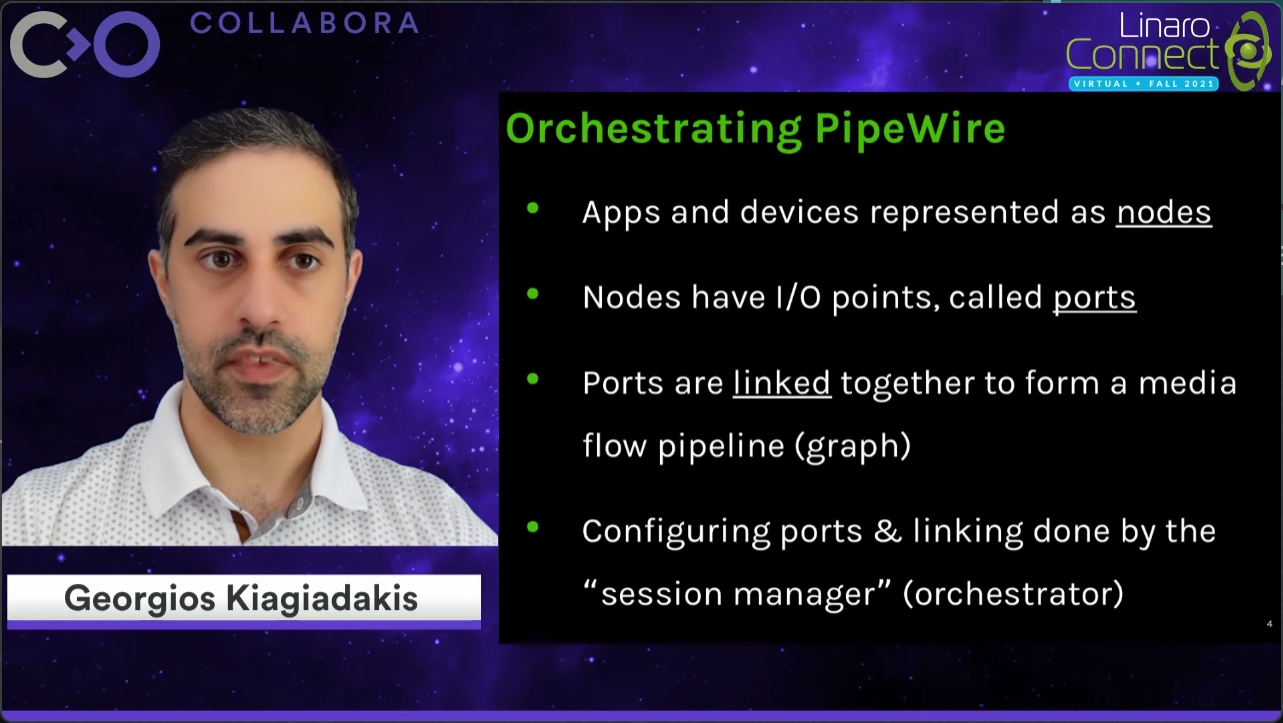 COLLABORA
Linaro
Connect
VIRTUAL • FALL 2021
Orchestrating PipeWire
• Apps and devices represented as nodes
• Nodes have I/O points, called ports
• Ports are linked together to form a media
flow pipeline (graph)
• Configuring ports & linking done by the
“session manager” (orchestrator)
4
Georgios Kiagiadakis